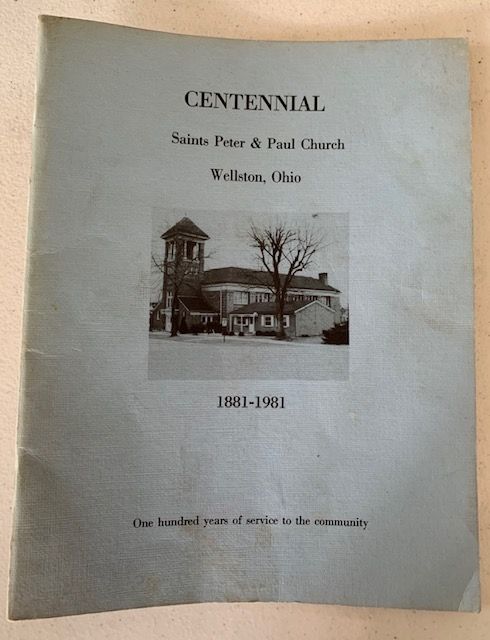 CENTENNIAL
Saints Peter & Paul Church
Wellston, Ohio
1881-1981
One hundred years of service to the community